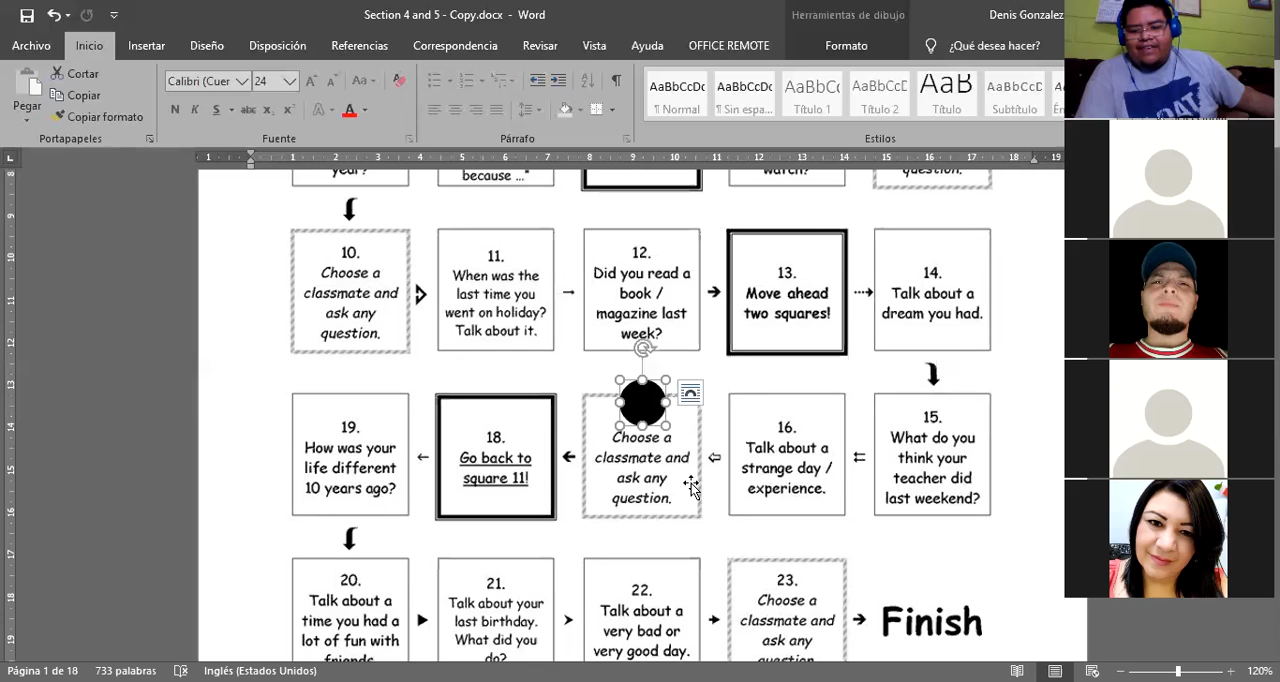 Section 4 and 5 - Copy.docx - Word
Herramientas de dibujo
Denis Gonzalez
Archivo
Inicio
Insertar
Diseño
Disposición
Referencias
Correspondencia
Revisar
Vista
Ayuda
OFFICE REMOTE
Formato
¿Qué desea hacer?
Pegar
Cortar
Copiar
Copiar formato
Portapapeles
Calibri (Cuer
24
Aa
N
K
S
abc
Fuente
Párrafo
AaBbCcDc
¶ Normal
AaBbCcDc
¶ Sin espa...
AaBbCc
Título 1
AaBbCcD
Título 2
AaB
Título
AaBbCcD
Subtítulo
Estilos
year?
because ..."
watch?
question.
10.
Choose a
classmate and
ask any
question.
11.
When was the
last time you
went on holiday?
Talk about it.
12.
Did you read a
book /
magazine last
week?
13.
Move ahead
two squares!
14.
Talk about a
dream you had.
19.
How was your
life different
10 years ago?
18.
Go back to
square 11!
Choose a
classmate and
ask any
question.
16.
Talk about a
strange day /
experience.
15.
What do you
think your
teacher did
last weekend?
20.
Talk about a
time you had a
lot of fun with
friends.
21.
Talk about your
last birthday.
What did you
do?
22.
Talk about a
very bad or
very good day.
23.
Choose a
classmate and
ask any
question.
Finish
Página 1 de 18
733 palabras
Inglés (Estados Unidos)
120%